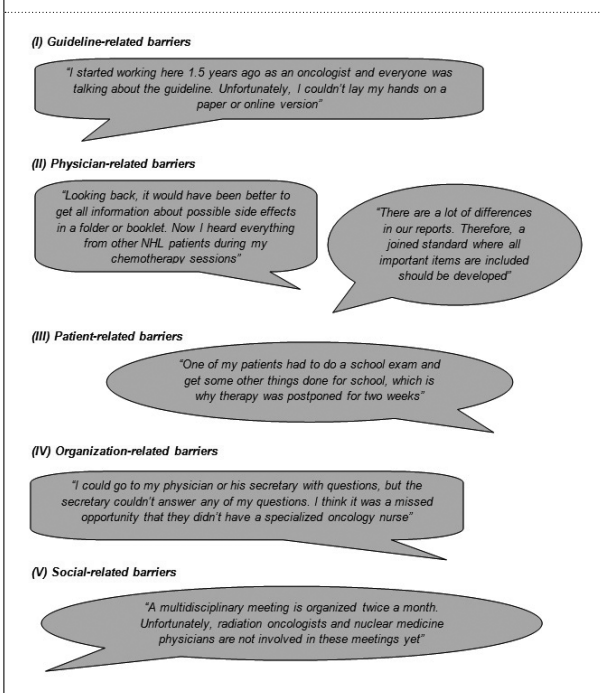 (I) Guideline-related barriers
"I started working here 1.5 years ago as an oncologist and everyone was
talking about the guideline. Unfortunately, I couldn't lay my hands on a
paper or online version"
(II) Physician-related barriers
"Looking back, it would have been better to
get all information about possible side effects
in a folder or booklet. Now I heard everything
from other NHL patients during my
chemotherapy sessions"
"There are a lot of differences
in our reports. Therefore, a
joined standard where all
important items are included
should be developed"
(III) Patient-related barriers
"One of my patients had to do a school exam and
get some other things done for school, which is
why therapy was postponed for two weeks"
(IV) Organization-related barriers
"I could go to my physician or his secretary with questions, but the
secretary couldn't answer any of my questions. I think it was a missed
opportunity that they didn't have a specialized oncology nurse"
(V) Social-related barriers
"A multidisciplinary meeting is organized twice a month.
Unfortunately, radiation oncologists and nuclear medicine
physicians are not involved in these meetings yet"